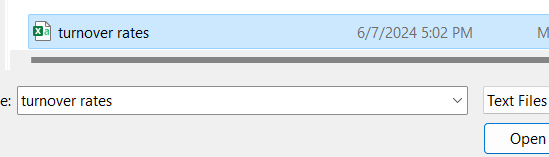 turnover rates 6/7/2024 5:02 PM M
e: turnover rates Text Files
Open